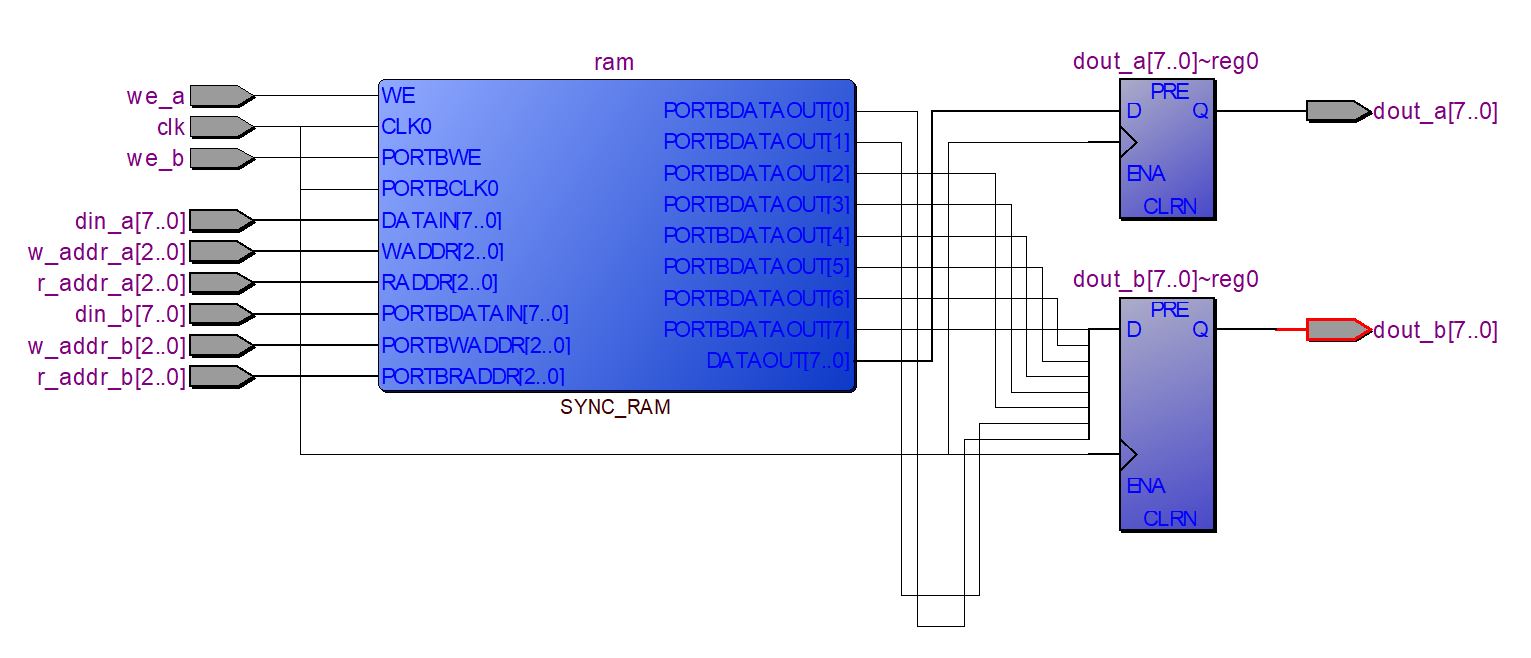 ram
we_a
clk
we_b
din_a[7..0]
w_addr_a[2..0]
r_addr_a[2..0]
din_b[7..0]
w_addr_b[2..0]
r_addr_b[2..0]
WE
CLK0
PORTBWE
PORTBCLK0
DATAIN[7..0]
WADDR[2..0]
RADDR[2..0]
PORTBDATAIN[7..0]
PORTBWADDR[2..0]
PORTBRADDR[2..0]
PORTBDATAOUT[0]
PORTBDATAOUT[1]
PORTBDATAOUT[2]
PORTBDATAOUT[3]
PORTBDATAOUT[4]
PORTBDATAOUT[5]
PORTBDATAOUT[6]
PORTBDATAOUT[7]
DATAOUT[7..0]
SYNC_RAM
dout_a[7..0]~reg0
PRE
D Q
ENA
CLRN
dout_a[7..0]
dout_b[7..0]~reg0
PRE
D Q
ENA
CLRN
dout_b[7..0]